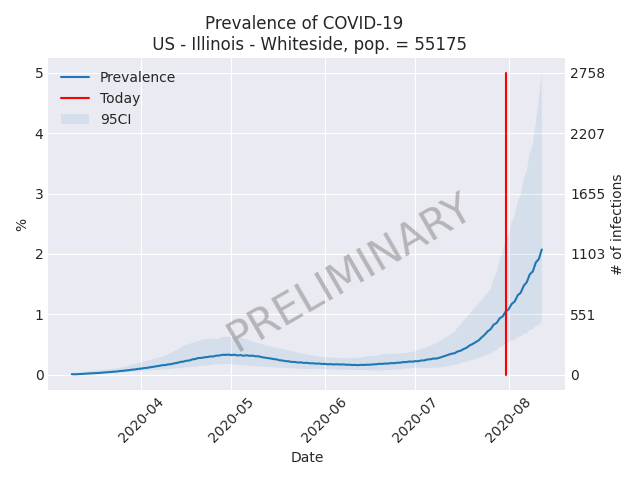 Prevalence of COVID-19
US - Illinois - Whiteside, pop. = 55175
Prevalence
Today
95CI
5
4
3
2
1
0
%
2758
2207
1655
1103
551
0
# of infections
PRELIMINARY
2020-04
2020-05
2020-06
2020-07
2020-08
Date